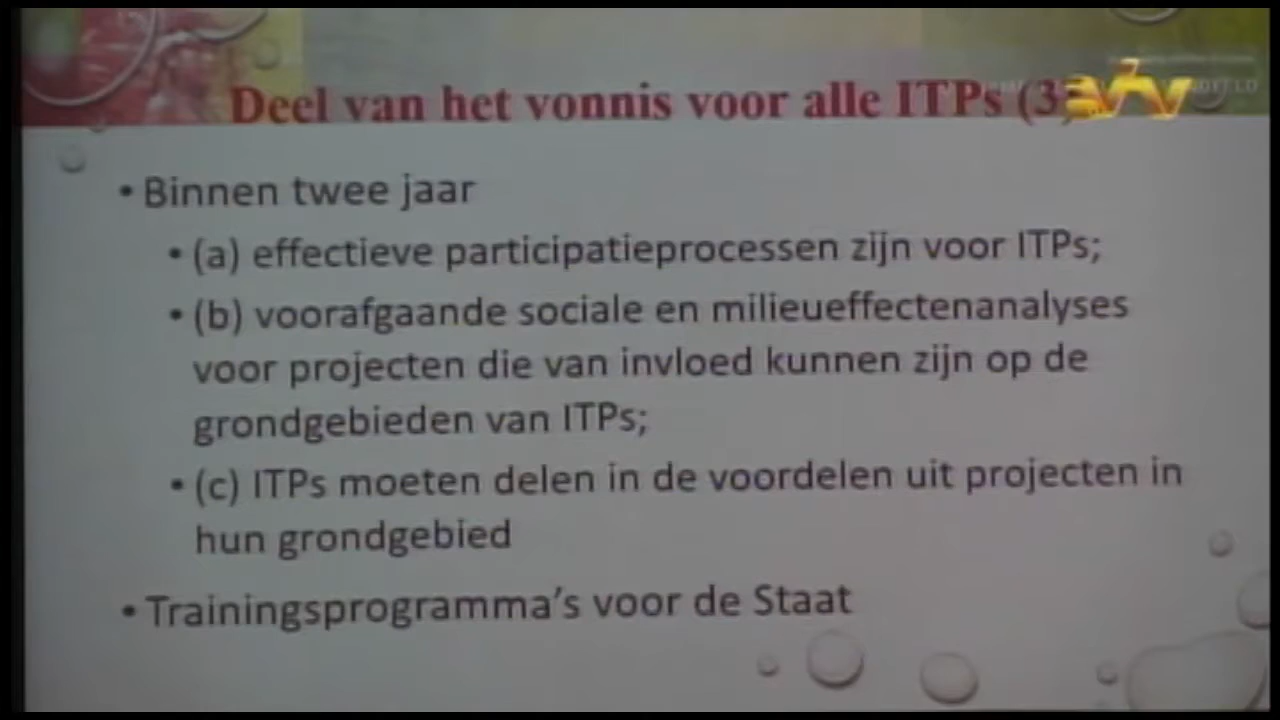 Deel van het vonnis voor alle ITPs (3
• Binnen twee jaar
• (a) effectieve participatieprocessen zijn voor ITPs;
• (b) voorafgaande sociale en milieueffectenanalyses
voor projecten die van invloed kunnen zijn op de
grondgebieden van ITPs;
• (c) ITPs moeten delen in de voordelen uit projecten in
hun grondgebied
• Trainingsprogramma's voor de Staat